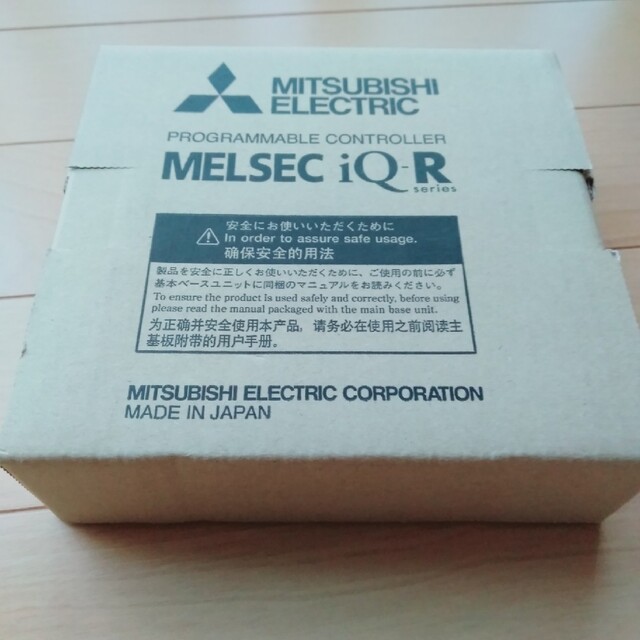 MITSUBISHI
ELECTRIC
PROGRAMMABLE CONTROLLER
MELSEC iQ-R
series
安全にお使いいただくために
In order to assure safe usage.
确保安全的用法
製品を安全に正しくお使いいただくために、ご使用の前に必ず
基本ベースユニットに同梱のマニュアルをお読みください。
To ensure the product is used safely and correctly, before using
please read the manual packaged with the main base unit.
为正确并安全使用本产品，请务必在使用之前阅读主
基板附带的用户手册.
MITSUBISHI ELECTRIC CORPORATION
MADE IN JAPAN